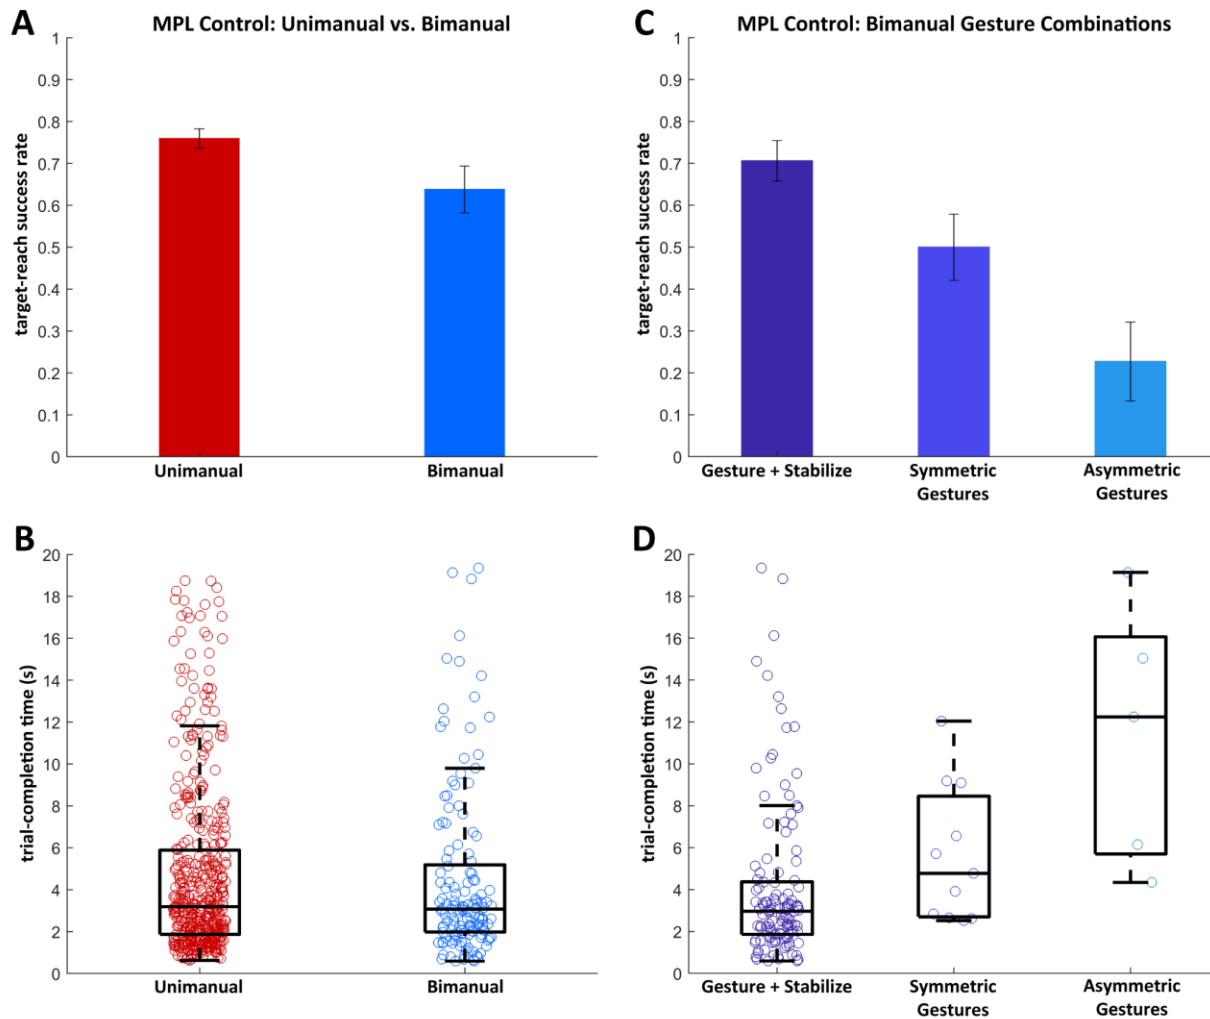 A
MPL Control: Unimanual vs. Bimanual
target-reach success rate
1
0.9
0.8
0.7
0.6
0.5
0.4
0.3
0.2
0.1
0
Unimanual
Bimanual
C
MPL Control: Bimanual Gesture Combinations
target-reach success rate
1
0.9
0.8
0.7
0.6
0.5
0.4
0.3
0.2
0.1
0
Gesture + Stabilize
Symmetric
Gestures
Asymmetric
Gestures
B
trial-completion time (s)
20
18
16
14
12
10
8
6
4
2
0
Unimanual
Bimanual
D
trial-completion time (s)
20
18
16
14
12
10
8
6
4
2
0
Gesture + Stabilize
Symmetric
Gestures
Asymmetric
Gestures